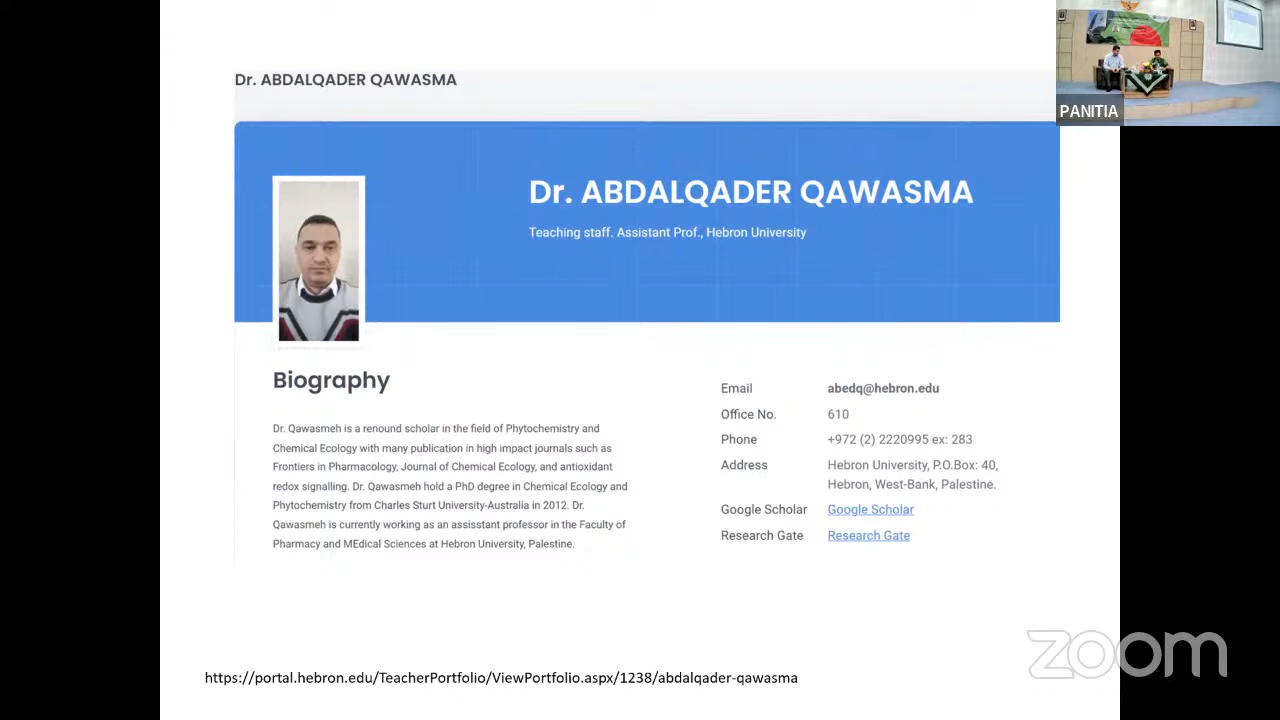 Dr. ABDALQADER QAWASMA
PANITIA
Dr. ABDALQADER QAWASMA
Teaching staff. Assistant Prof., Hebron University
Biography
Dr. Qawasmeh is a renound scholar in the field of Phytochemistry and
Chemical Ecology with many publication in high impact journals such as
Frontiers in Pharmacology, Journal of Chemical Ecology, and antioxidant
redox signalling. Dr. Qawasmeh hold a PhD degree in Chemical Ecology and
Phytochemistry from Charles Sturt University-Australia in 2012. Dr.
Qawasmeh is currently working as an assisstant professor in the Faculty of
Pharmacy and MEdical Sciences at Hebron University, Palestine.
Email abedq@hebron.edu
Office No. 610
Phone +972 (2) 2220995 ex: 283
Address Hebron University, P.O.Box: 40,
Hebron, West-Bank, Palestine.
Google Scholar Google Scholar
Research Gate Research Gate
zoom
https://portal.hebron.edu/TeacherPortfolio/ViewPortfolio.aspx/1238/abdalqader-qawasma